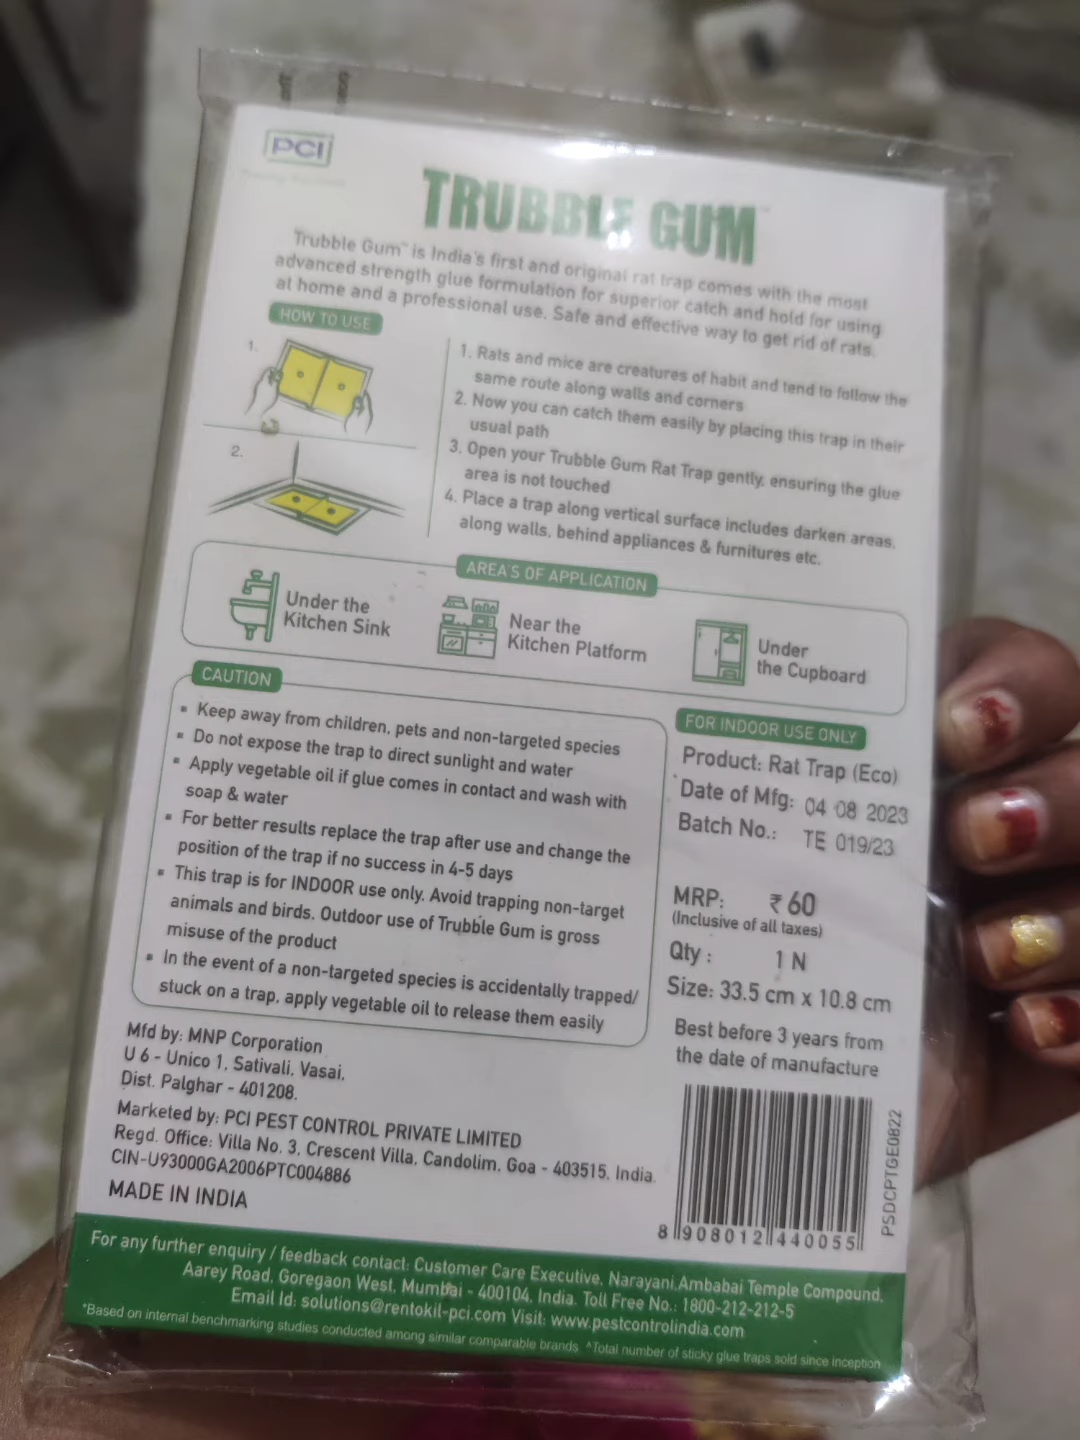 PCI
TRUBBLE GUM™
Trubble Gum™ is India's first and original rat trap comes with the most
advanced strength glue formulation for superior catch and hold for using
at home and a professional use. Safe and effective way to get rid of rats.
HOW TO USE
1.
2.
1. Rats and mice are creatures of habit and tend to follow the
same route along walls and corners
2. Now you can catch them easily by placing this trap in their
usual path
3. Open your Trubble Gum Rat Trap gently, ensuring the glue
area is not touched
4. Place a trap along vertical surface includes darken areas,
along walls, behind appliances & furnitures etc.
AREA'S OF APPLICATION
Under the
Kitchen Sink
Near the
Kitchen Platform
Under
the Cupboard
CAUTION
▪ Keep away from children, pets and non-targeted species
▪ Do not expose the trap to direct sunlight and water
▪ Apply vegetable oil if glue comes in contact and wash with
soap & water
▪ For better results replace the trap after use and change the
position of the trap if no success in 4-5 days
▪ This trap is for INDOOR use only. Avoid trapping non-target
animals and birds. Outdoor use of Trubble Gum is gross
misuse of the product
▪ In the event of a non-targeted species is accidentally trapped/
stuck on a trap, apply vegetable oil to release them easily
FOR INDOOR USE ONLY
Product: Rat Trap (Eco)
Date of Mfg: 04 08 2023
Batch No.: TE 019/23
MRP: ₹ 60
(Inclusive of all taxes)
Qty : 1 N
Size: 33.5 cm x 10.8 cm
Best before 3 years from
the date of manufacture
Mfd by: MNP Corporation
U 6 - Unico 1, Sativali, Vasai,
Dist. Palghar - 401208.
Marketed by: PCI PEST CONTROL PRIVATE LIMITED
Regd. Office: Villa No. 3, Crescent Villa, Candolim, Goa - 403515, India.
CIN-U93000GA2006PTC004886
MADE IN INDIA
8 908012 440055
PSDCPTGE0822
For any further enquiry / feedback contact: Customer Care Executive, Narayani,Ambabai Temple Compound,
Aarey Road, Goregaon West, Mumbai - 400104, India. Toll Free No.: 1800-212-212-5
Email Id: solutions@rentokil-pci.com Visit: www.pestcontrolindia.com
*Based on internal benchmarking studies conducted among similar comparable brands ^Total number of sticky glue traps sold since inception